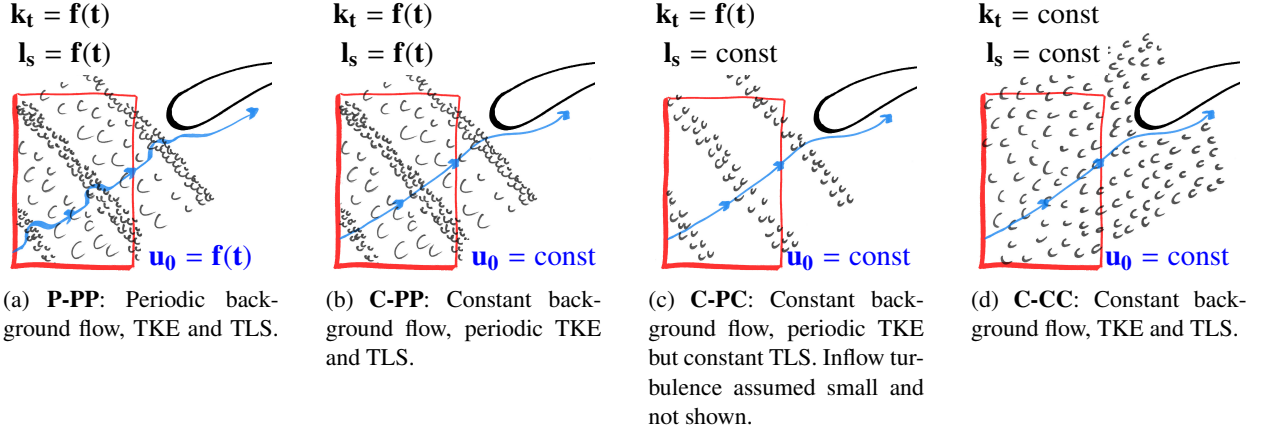 k_t = f(t)
l_s = f(t)
u_0 = f(t)
(a) P-PP: Periodic back-
ground flow, TKE and TLS.
k_t = f(t)
l_s = f(t)
u_0 = const
(b) C-PP: Constant back-
ground flow, periodic TKE
and TLS.
k_t = f(t)
l_s = const
u_0 = const
(c) C-PC: Constant back-
ground flow, periodic TKE
but constant TLS. Inflow tur-
bulence assumed small and
not shown.
k_t = const
l_s = const
u_0 = const
(d) C-CC: Constant back-
ground flow, TKE and TLS.